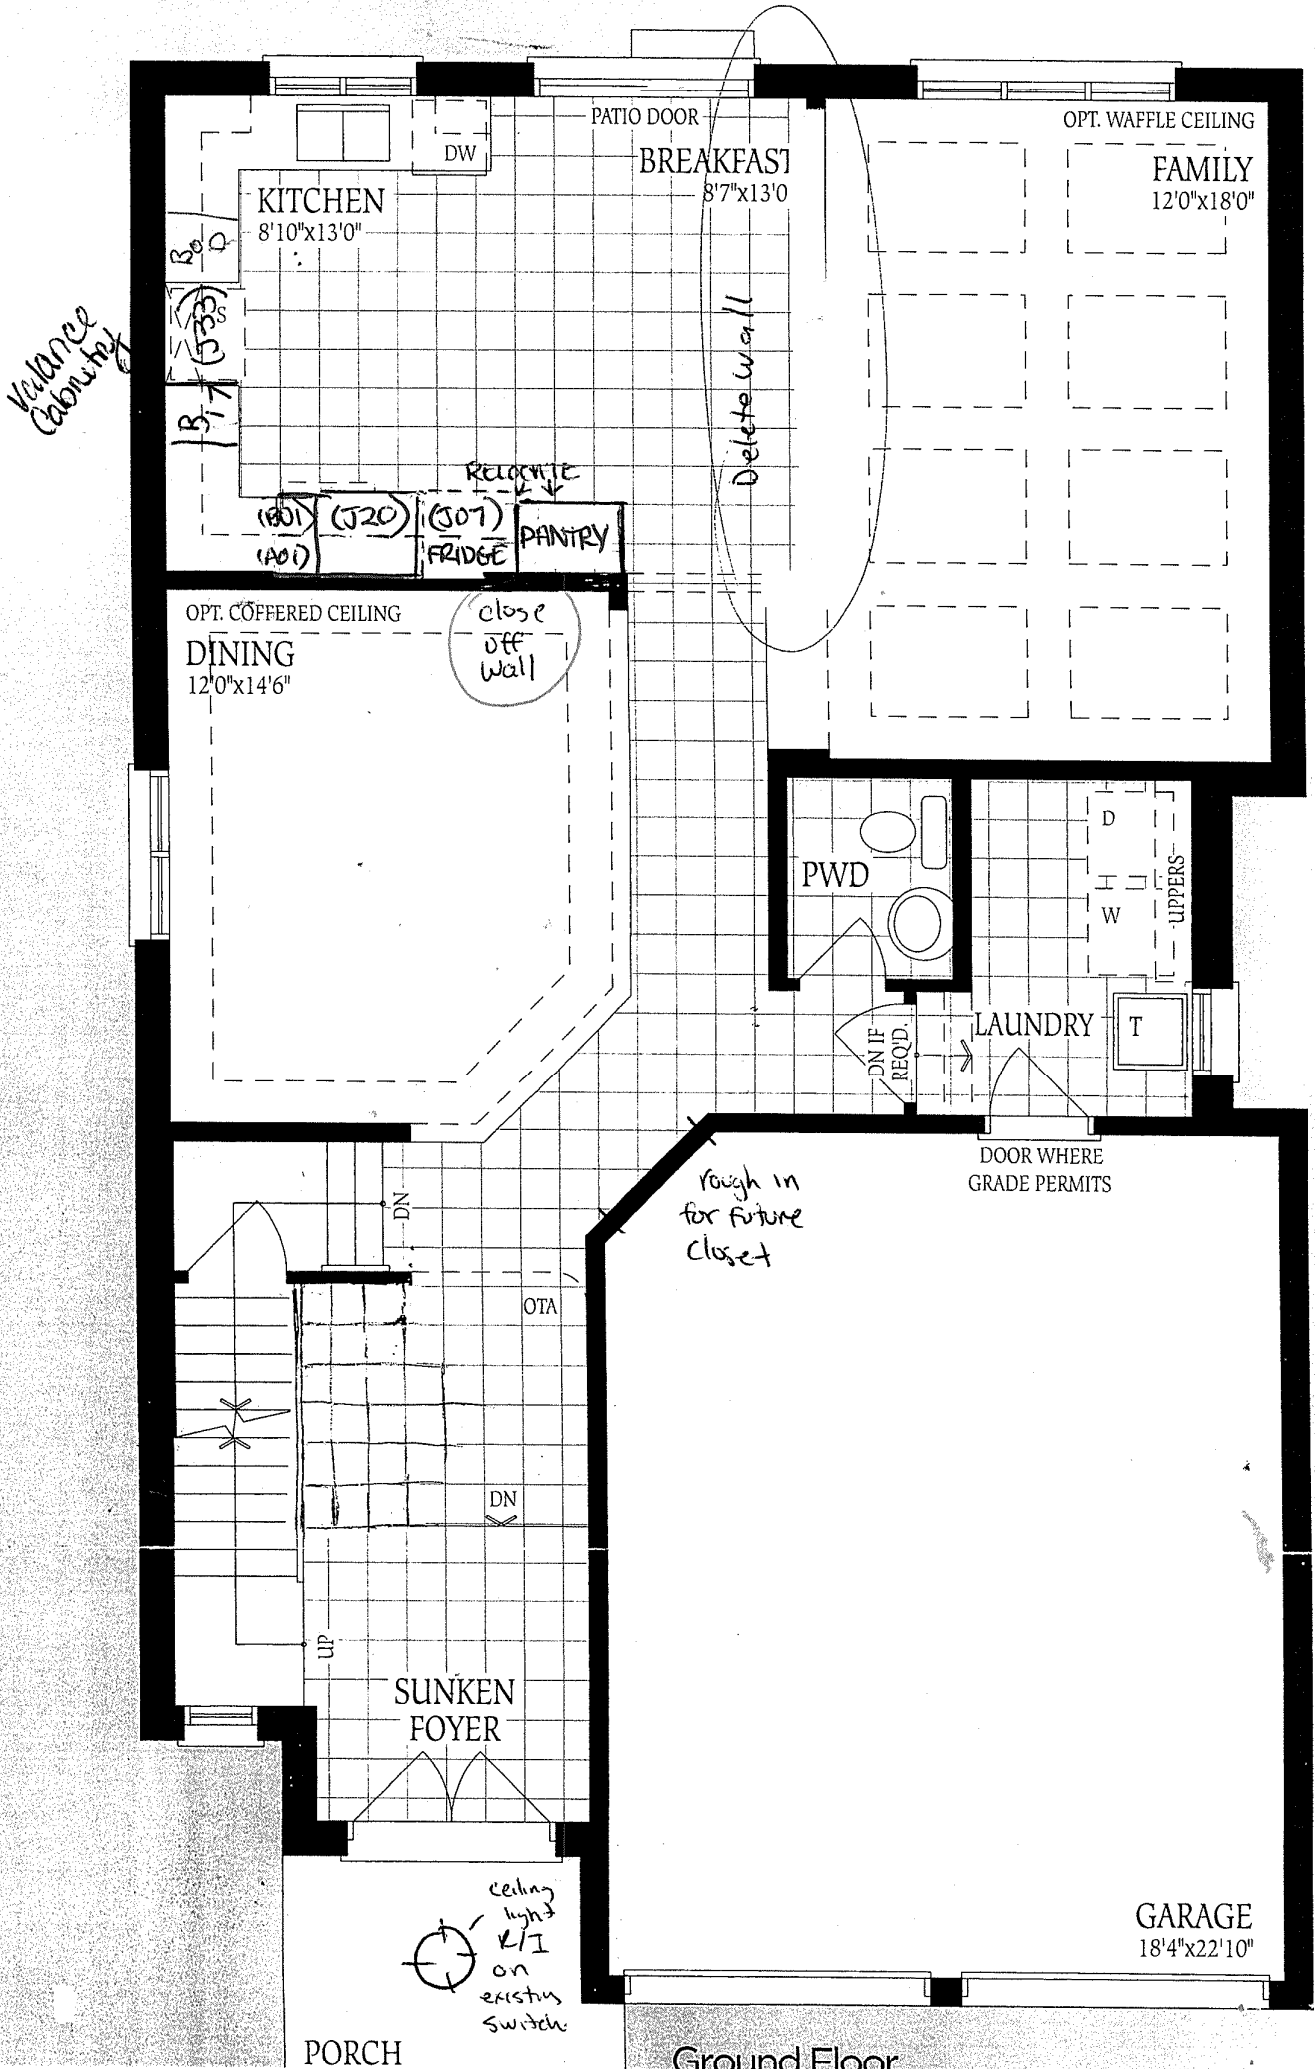 PATIO DOOR
OPT. WAFFLE CEILING
DW
BREAKFAST
8'7"x13'0
FAMILY
12'0"x18'0"
KITCHEN
8'10"x13'0"
(J33)
S
Valance
Cabnitry
Delete wall
RELOCATE
(B01)
(A01)
(J20)
(J07)
FRIDGE
PANTRY
OPT. COFFERED CEILING
DINING
12'0"x14'6"
close
off
wall
PWD
D
W
UPPERS
LAUNDRY
T
DN IF
REQ'D.
DOOR WHERE
GRADE PERMITS
rough in
for future
closet
DN
OTA
DN
UP
SUNKEN
FOYER
ceiling
light
R/I
on
existing
switch.
GARAGE
18'4"x22'10"
PORCH
Ground Floor